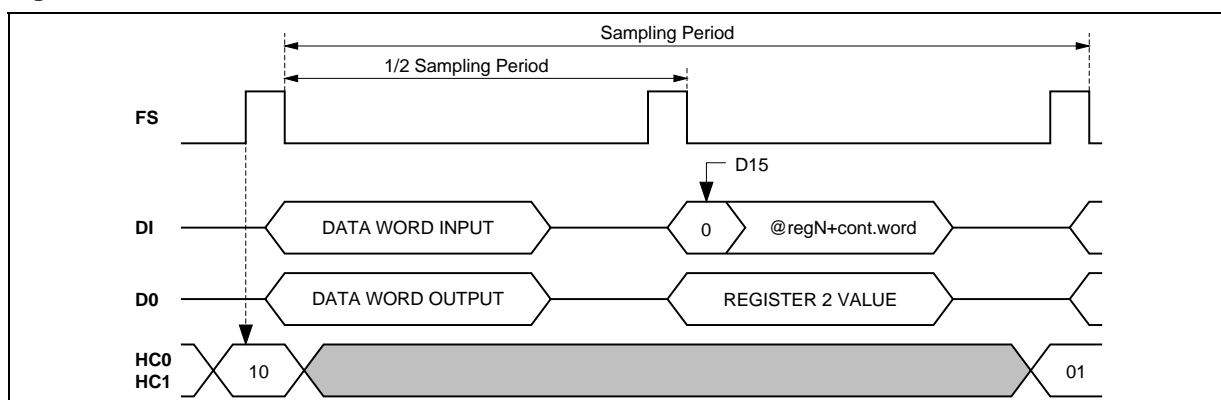 Sampling Period
1/2 Sampling Period
FS
D15
DI
DATA WORD INPUT
0
@regN+cont.word
D0
DATA WORD OUTPUT
REGISTER 2 VALUE
HC0
HC1
10
01